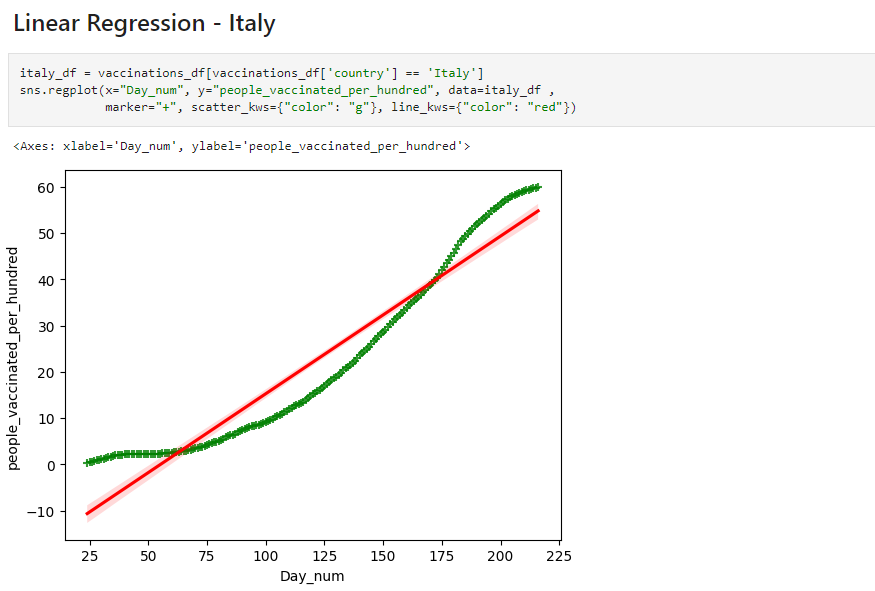 Linear Regression - Italy
italy_df = vaccinations_df[vaccinations_df['country'] == 'Italy']
sns.regplot(x="Day_num", y="people_vaccinated_per_hundred", data=italy_df ,
            marker="+", scatter_kws={"color": "g"}, line_kws={"color": "red"})
<Axes: xlabel='Day_num', ylabel='people_vaccinated_per_hundred'>
people_vaccinated_per_hundred
60
50
40
30
20
10
0
−10
25 50 75 100 125 150 175 200 225
Day_num